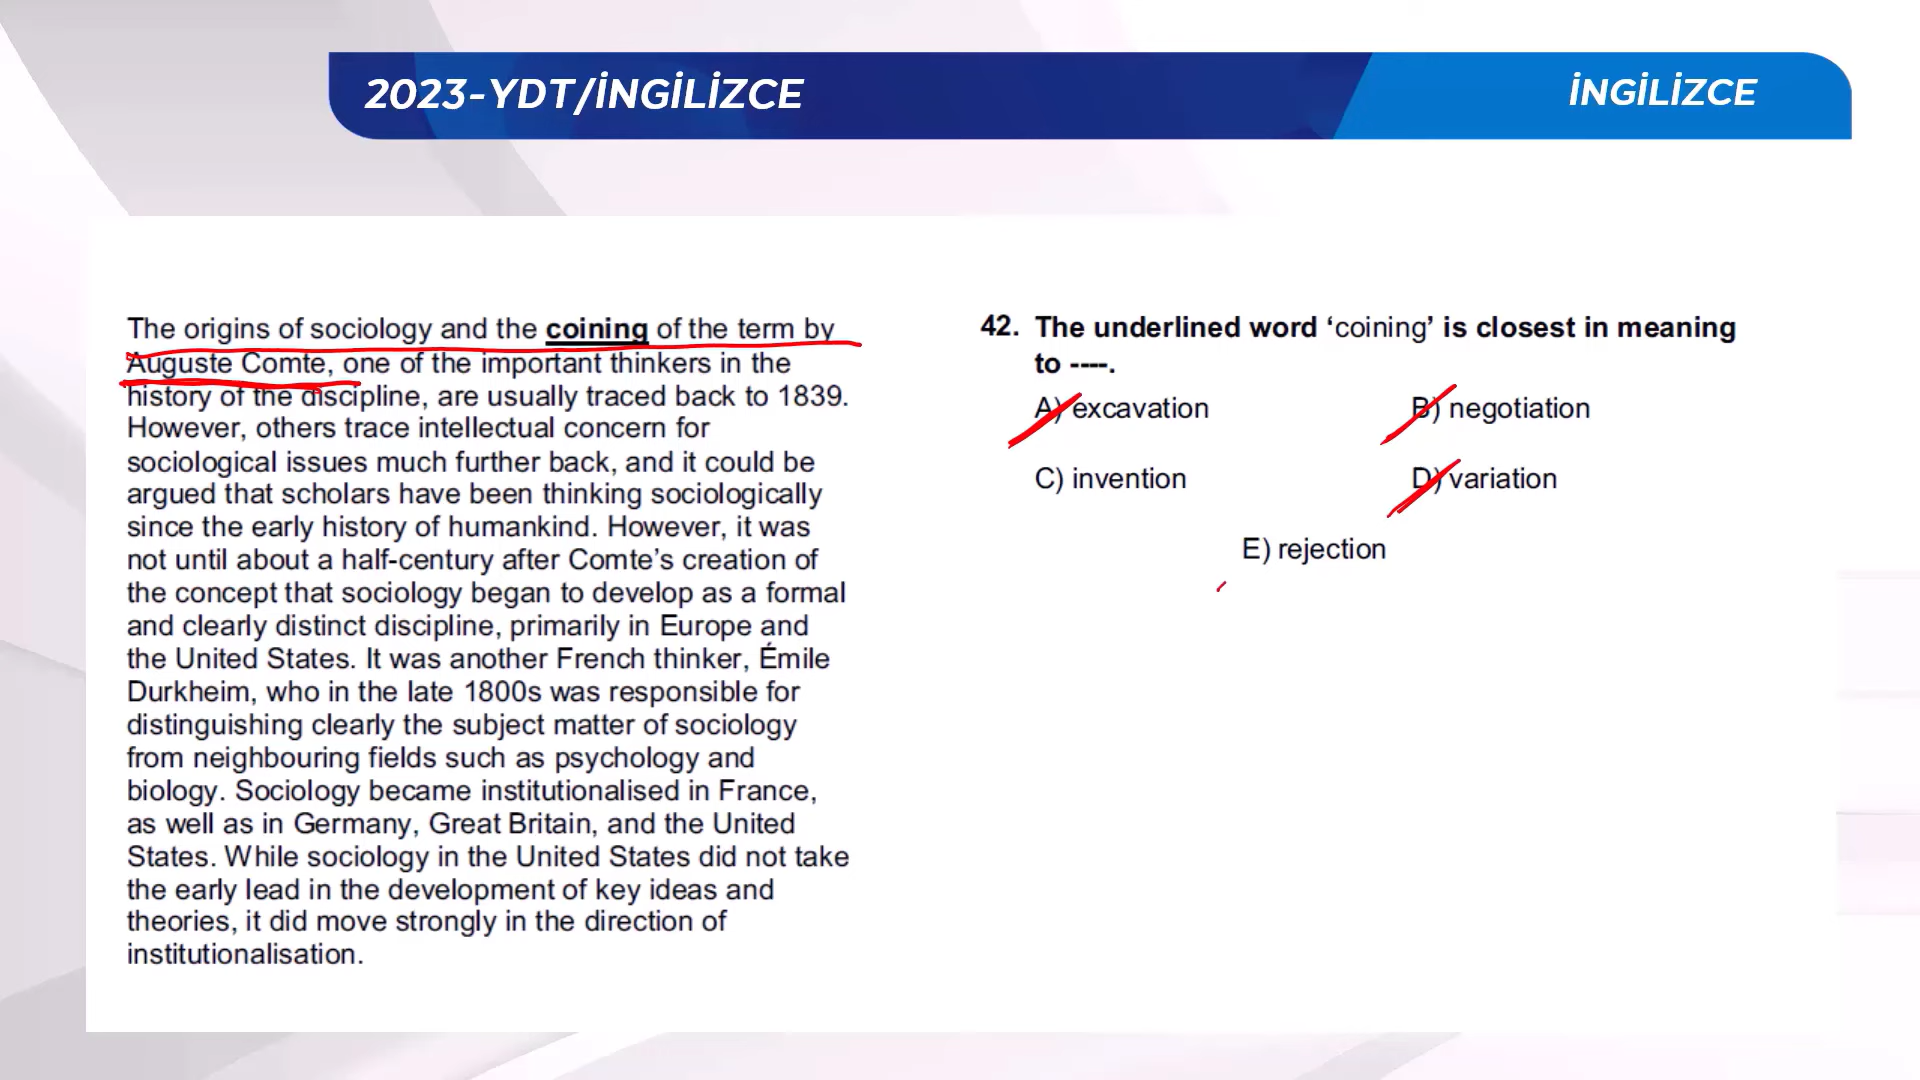 2023-YDT/İNGİLİZCE
İNGİLİZCE
The origins of sociology and the coining of the term by
Auguste Comte, one of the important thinkers in the
history of the discipline, are usually traced back to 1839.
However, others trace intellectual concern for
sociological issues much further back, and it could be
argued that scholars have been thinking sociologically
since the early history of humankind. However, it was
not until about a half-century after Comte’s creation of
the concept that sociology began to develop as a formal
and clearly distinct discipline, primarily in Europe and
the United States. It was another French thinker, Émile
Durkheim, who in the late 1800s was responsible for
distinguishing clearly the subject matter of sociology
from neighbouring fields such as psychology and
biology. Sociology became institutionalised in France,
as well as in Germany, Great Britain, and the United
States. While sociology in the United States did not take
the early lead in the development of key ideas and
theories, it did move strongly in the direction of
institutionalisation.
42. The underlined word ‘coining’ is closest in meaning
to ----.
A) excavation
B) negotiation
C) invention
D) variation
E) rejection